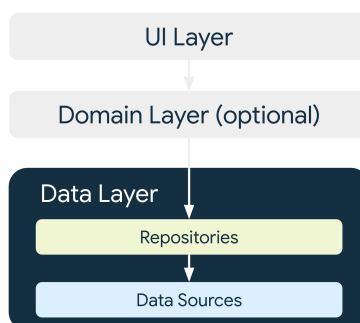 UI Layer
Domain Layer (optional)
Data Layer
Repositories
Data Sources